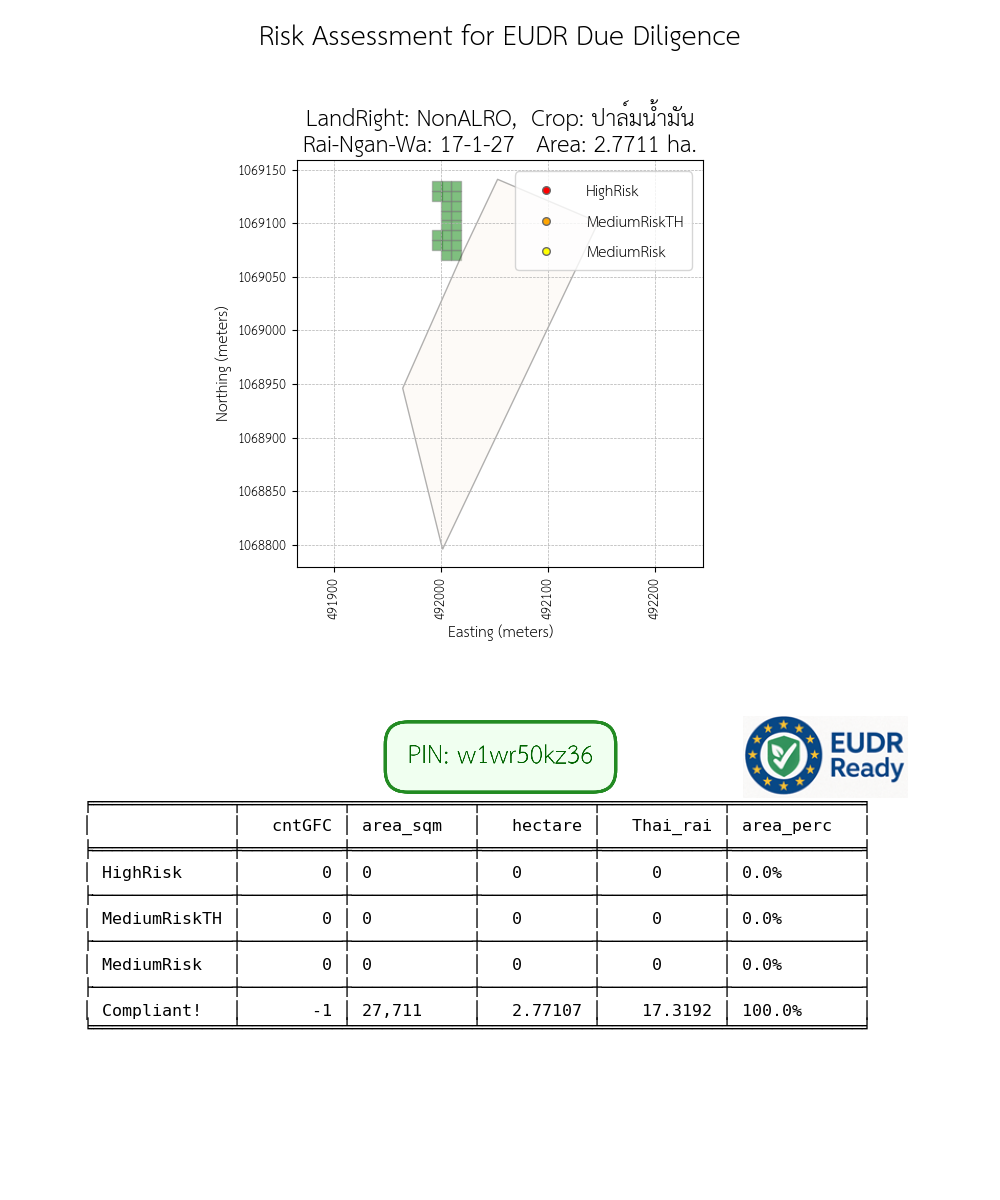 Risk Assessment for EUDR Due Diligence
LandRight: NonALRO,  Crop: ปาล์มน้ำมัน
Rai-Ngan-Wa: 17-1-27   Area: 2.7711 ha.
HighRisk
MediumRiskTH
MediumRisk
Northing (meters)
1069150
1069100
1069050
1069000
1068950
1068900
1068850
1068800
491900
492000
492100
492200
Easting (meters)
PIN: w1wr50kz36
EUDR
Ready
cntGFC area_sqm hectare Thai_rai area_perc
HighRisk 0 0 0 0 0.0%
MediumRiskTH 0 0 0 0 0.0%
MediumRisk 0 0 0 0 0.0%
Compliant! -1 27,711 2.77107 17.3192 100.0%